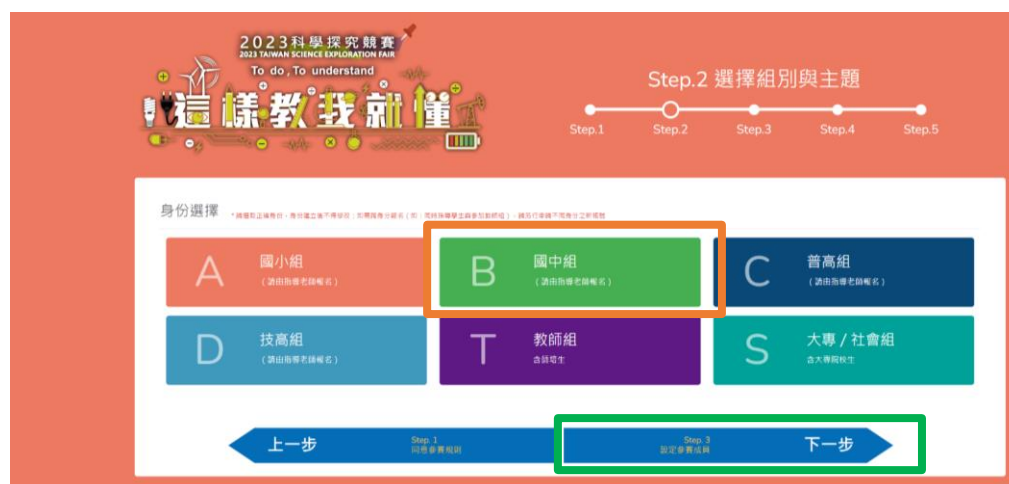 2023科學探究競賽
2023 TAIWAN SCIENCE EXPLORATION FAIR
To do , To understand
這樣教我就懂
Step.2 選擇組別與主題
Step.1 Step.2 Step.3 Step.4 Step.5
身份選擇
A 國小組
(請由指導老師報名)
B 國中組
(請由指導老師報名)
C 普高組
(請由指導老師報名)
D 技高組
(請由指導老師報名)
T 教師組
含師培生
S 大專 / 社會組
含大專院校生
上一步
Step. 1
同意參賽規則
Step. 3
設定參賽成員
下一步